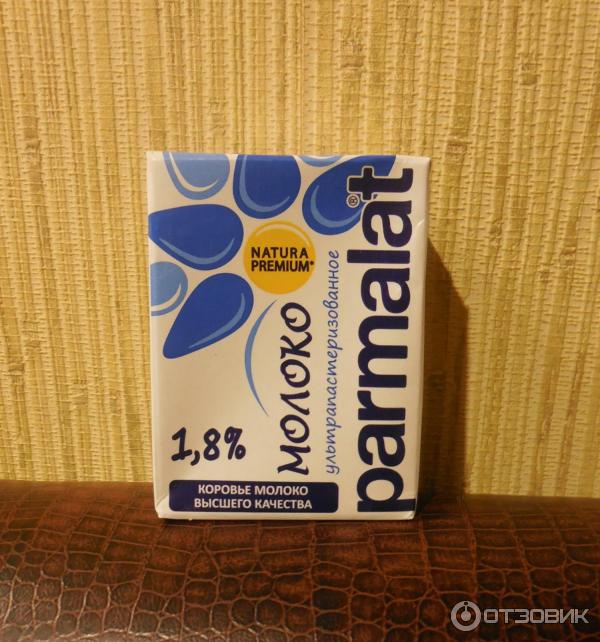 NATURA
PREMIUM®
МОЛОКО
ультрапастеризованное
parmalat®
1,8%
КОРОВЬЕ МОЛОКО
ВЫСШЕГО КАЧЕСТВА
ОТЗОВИК